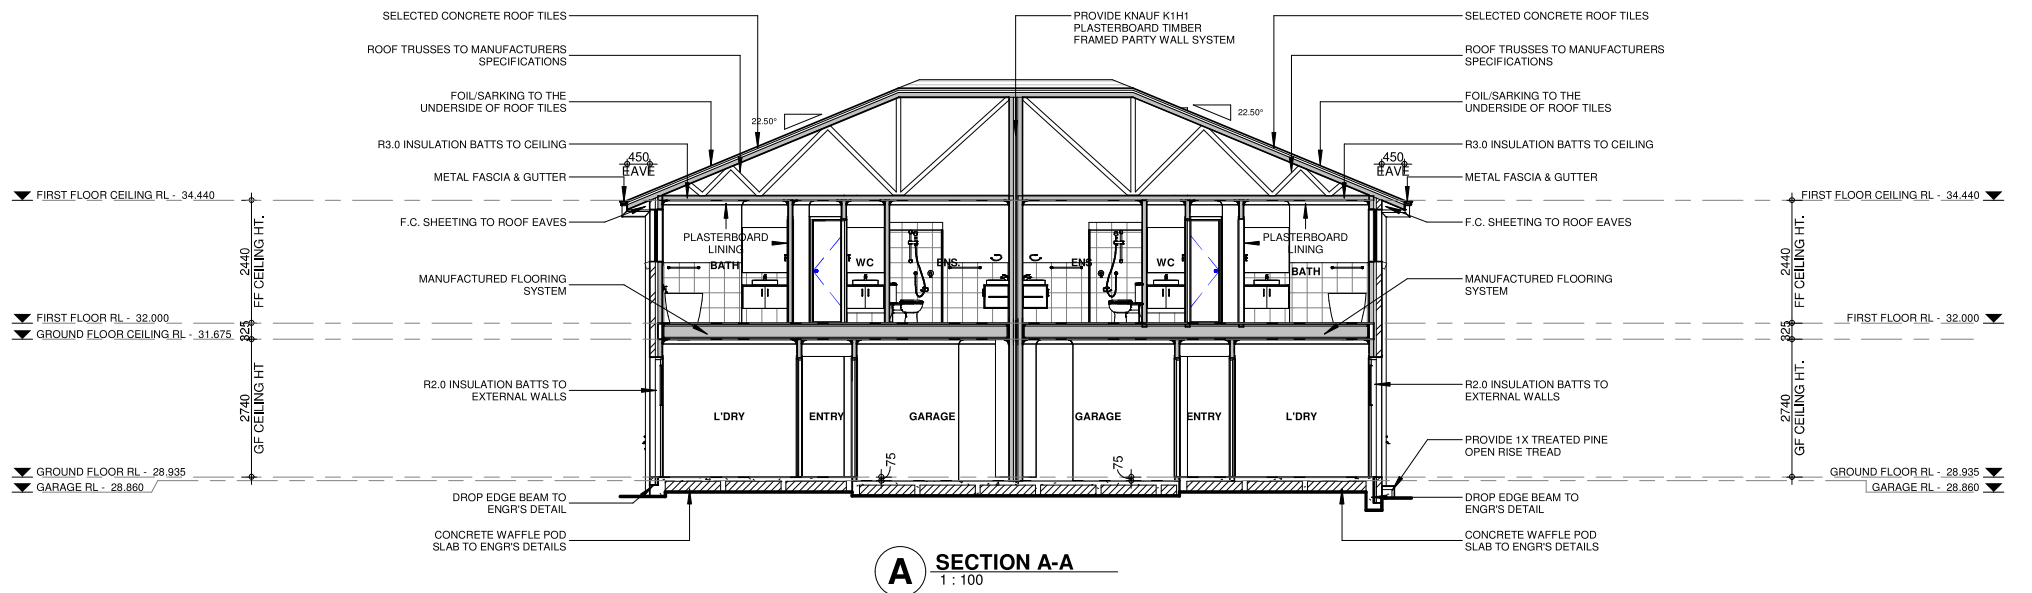 SELECTED CONCRETE ROOF TILES
ROOF TRUSSES TO MANUFACTURERS
SPECIFICATIONS
FOIL/SARKING TO THE
UNDERSIDE OF ROOF TILES
R3.0 INSULATION BATTS TO CEILING
450
EAVE
METAL FASCIA & GUTTER
FIRST FLOOR CEILING RL - 34.440
F.C. SHEETING TO ROOF EAVES
2440
FF CEILING HT.
MANUFACTURED FLOORING
SYSTEM
FIRST FLOOR RL - 32.000
325
GROUND FLOOR CEILING RL - 31.675
2740
GF CEILING HT
R2.0 INSULATION BATTS TO
EXTERNAL WALLS
GROUND FLOOR RL - 28.935
GARAGE RL - 28.860
DROP EDGE BEAM TO
ENGR'S DETAIL
CONCRETE WAFFLE POD
SLAB TO ENGR'S DETAILS
PROVIDE KNAUF K1H1
PLASTERBOARD TIMBER
FRAMED PARTY WALL SYSTEM
22.50°
22.50°
PLASTERBOARD
LINING
BATH
WC
ENS.
ENS
WC
PLASTERBOARD
LINING
BATH
L'DRY
ENTRY
GARAGE
GARAGE
ENTRY
L'DRY
75
75
SELECTED CONCRETE ROOF TILES
ROOF TRUSSES TO MANUFACTURERS
SPECIFICATIONS
FOIL/SARKING TO THE
UNDERSIDE OF ROOF TILES
R3.0 INSULATION BATTS TO CEILING
450
EAVE
METAL FASCIA & GUTTER
FIRST FLOOR CEILING RL - 34.440
F.C. SHEETING TO ROOF EAVES
2440
FF CEILING HT.
MANUFACTURED FLOORING
SYSTEM
FIRST FLOOR RL - 32.000
325
2740
GF CEILING HT.
R2.0 INSULATION BATTS TO
EXTERNAL WALLS
PROVIDE 1X TREATED PINE
OPEN RISE TREAD
GROUND FLOOR RL - 28.935
GARAGE RL - 28.860
DROP EDGE BEAM TO
ENGR'S DETAIL
CONCRETE WAFFLE POD
SLAB TO ENGR'S DETAILS
A
SECTION A-A
1 : 100